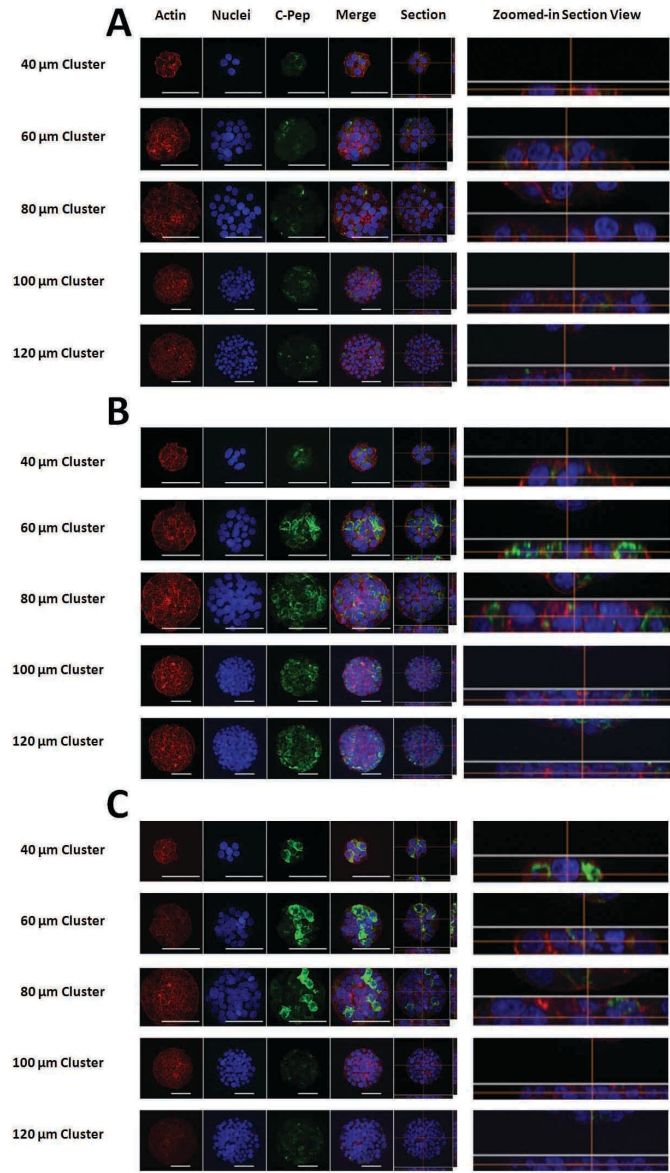 A
Actin Nuclei C-Pep Merge Section Zoomed-in Section View
40 µm Cluster
60 µm Cluster
80 µm Cluster
100 µm Cluster
120 µm Cluster
B
40 µm Cluster
60 µm Cluster
80 µm Cluster
100 µm Cluster
120 µm Cluster
C
40 µm Cluster
60 µm Cluster
80 µm Cluster
100 µm Cluster
120 µm Cluster